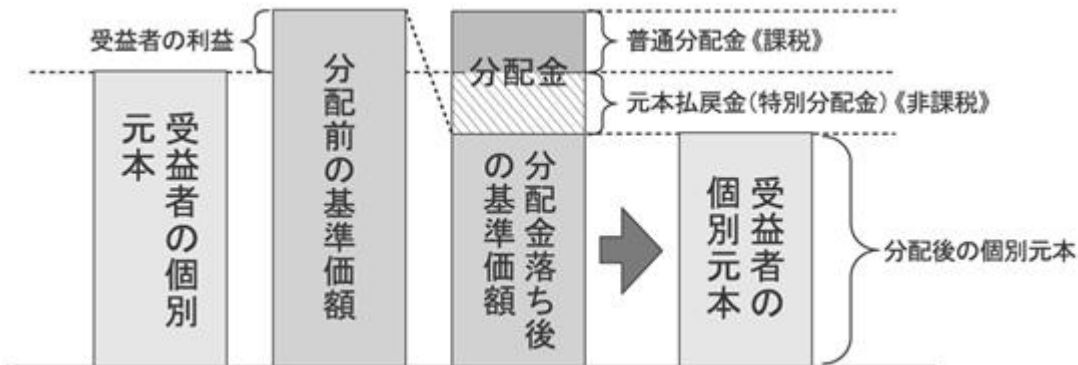 受益者の利益
受益者の個別
元本
分配前の基準価額
分配金
分配金落ち後
の基準価額
普通分配金《課税》
元本払戻金(特別分配金)《非課税》
受益者の
個別元本
分配後の個別元本